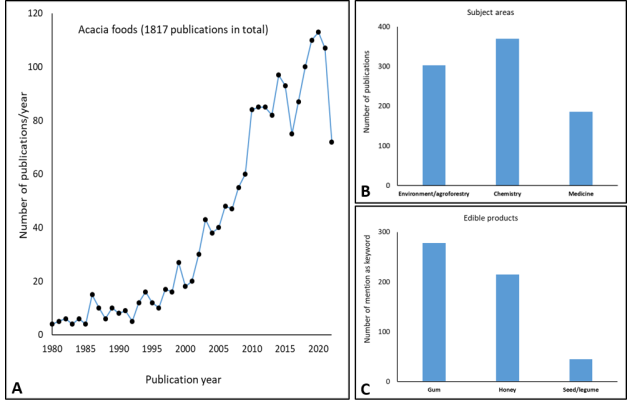 Acacia foods (1817 publications in total)
Number of publications/year
120
100
80
60
40
20
0
1980 1985 1990 1995 2000 2005 2010 2015 2020
Publication year
A
Subject areas
Number of publications
400
300
200
100
0
Environment/agroforestry Chemistry Medicine
B
Edible products
Number of mention as keyword
300
200
100
0
Gum Honey Seed/legume
C